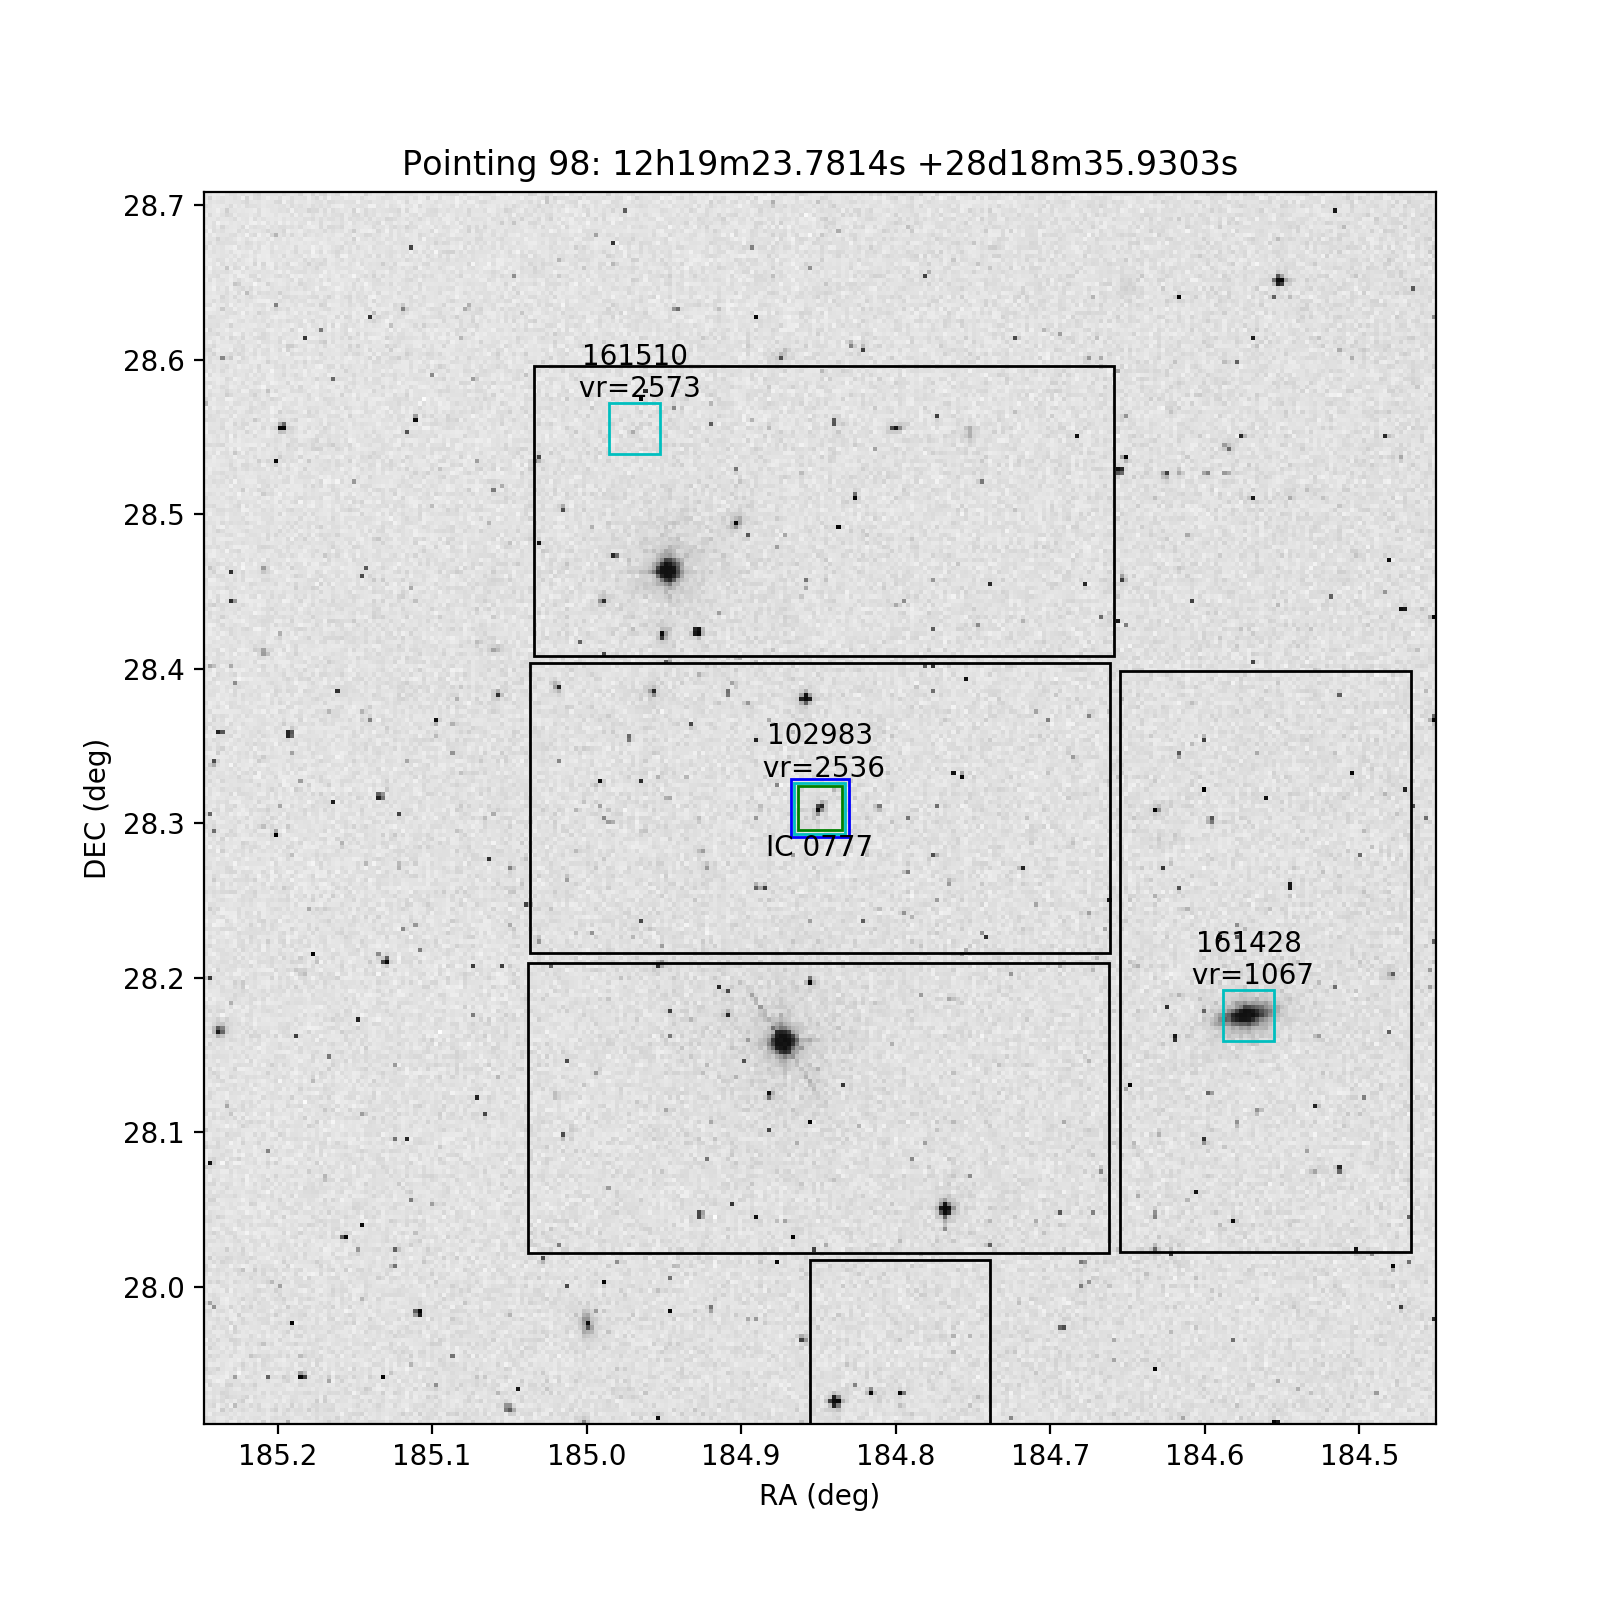 Pointing 98: 12h19m23.7814s +28d18m35.9303s
28.7
28.6
28.5
28.4
28.3
28.2
28.1
28.0
DEC (deg)
161510
vr=2573
102983
vr=2536
IC 0777
161428
vr=1067
185.2
185.1
185.0
184.9
184.8
184.7
184.6
184.5
RA (deg)